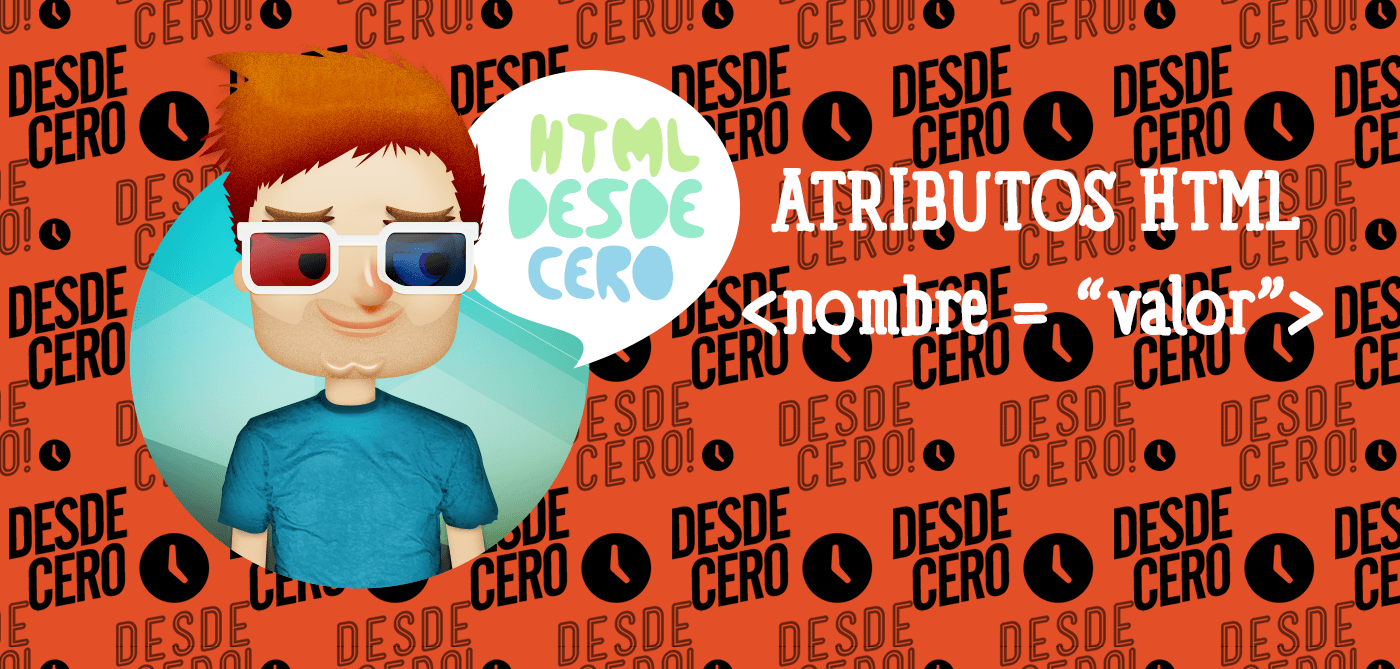 HTML
DESDE
CERO
ATRIBUTOS HTML
<nombre = “valor”>
DESDE
CERO
DESDE
CERO!